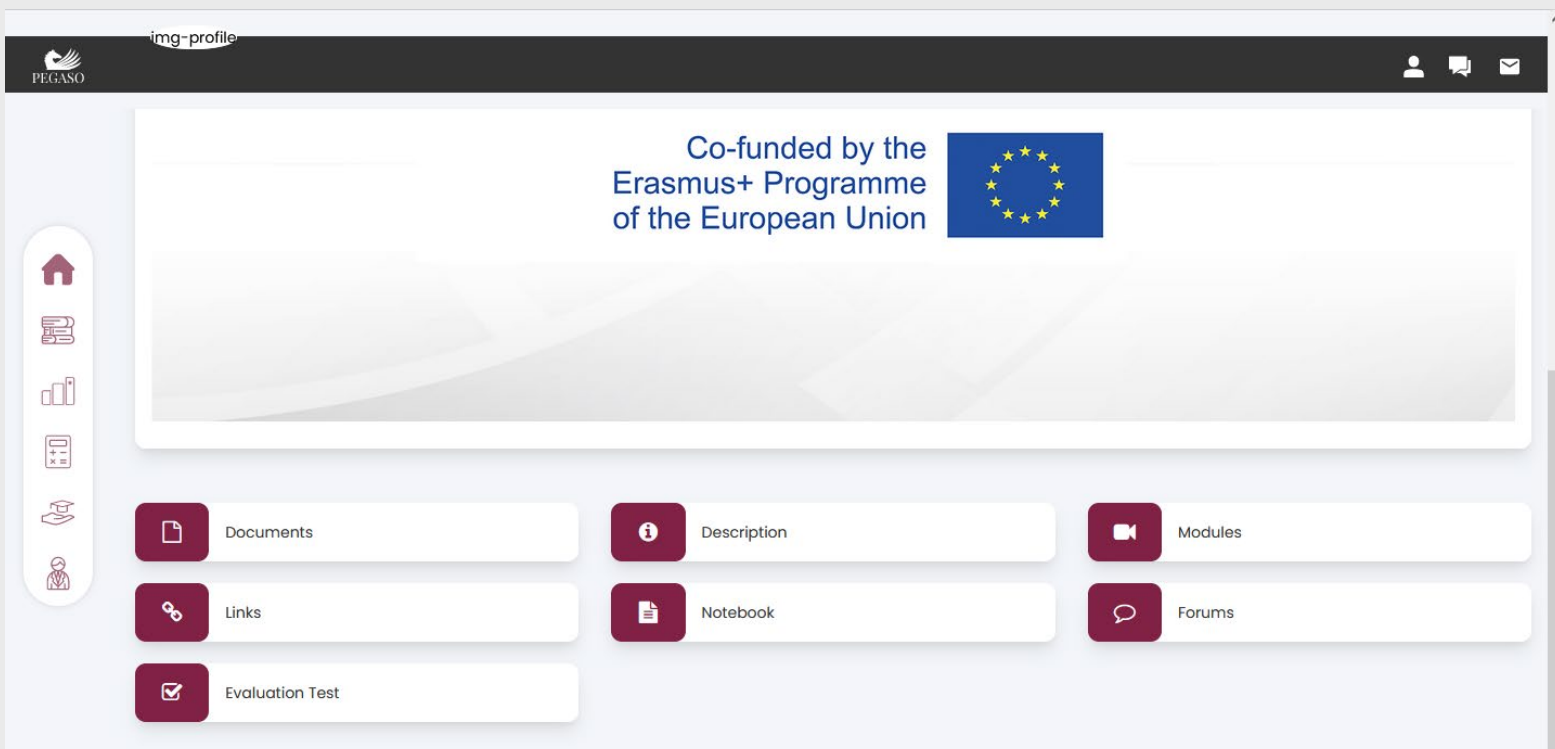 img-profile
PEGASO
Co-funded by the
Erasmus+ Programme
of the European Union
Documents
Description
Modules
Links
Notebook
Forums
Evaluation Test